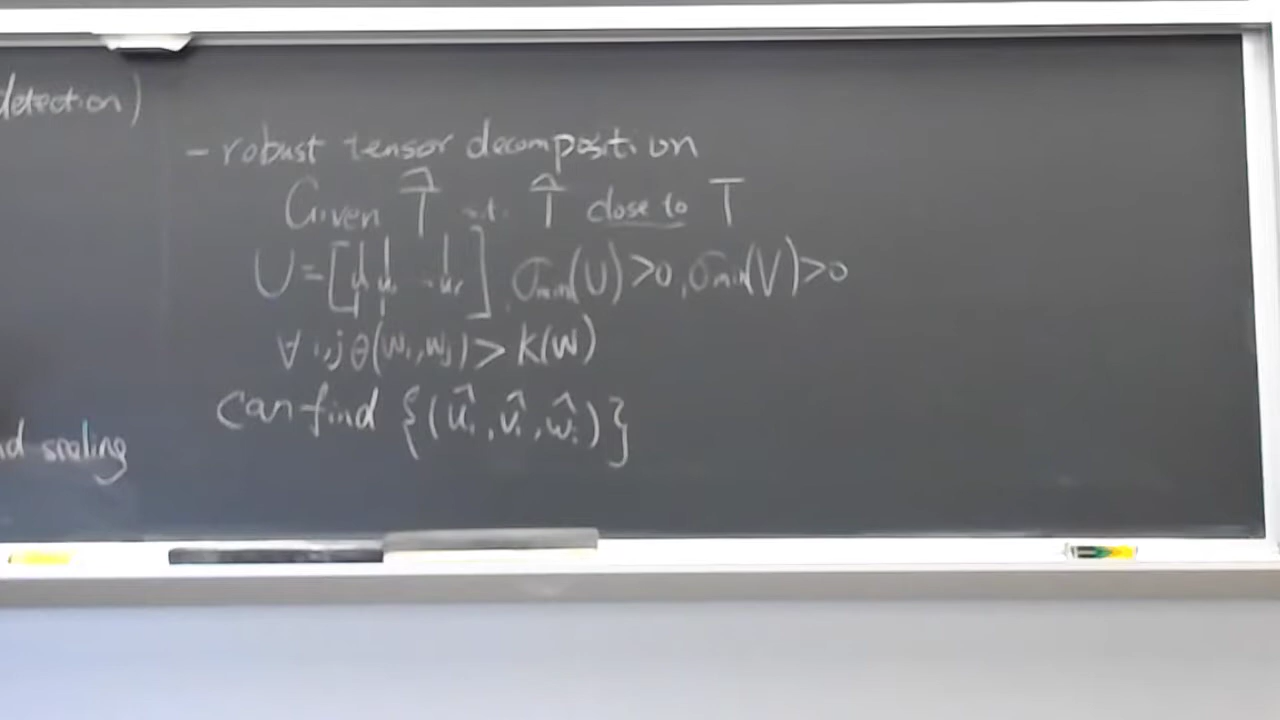 detection)
- robust tensor decomposition
Given T̂ s.t. T̂ close to T
U = [u₁ u₂ … uᵣ], σmin(U)>0, σmin(V)>0
∀ i,j θ(wᵢ,wⱼ) > k(W)
can find {(ûᵢ, v̂ᵢ, ŵᵢ)}
nd scaling